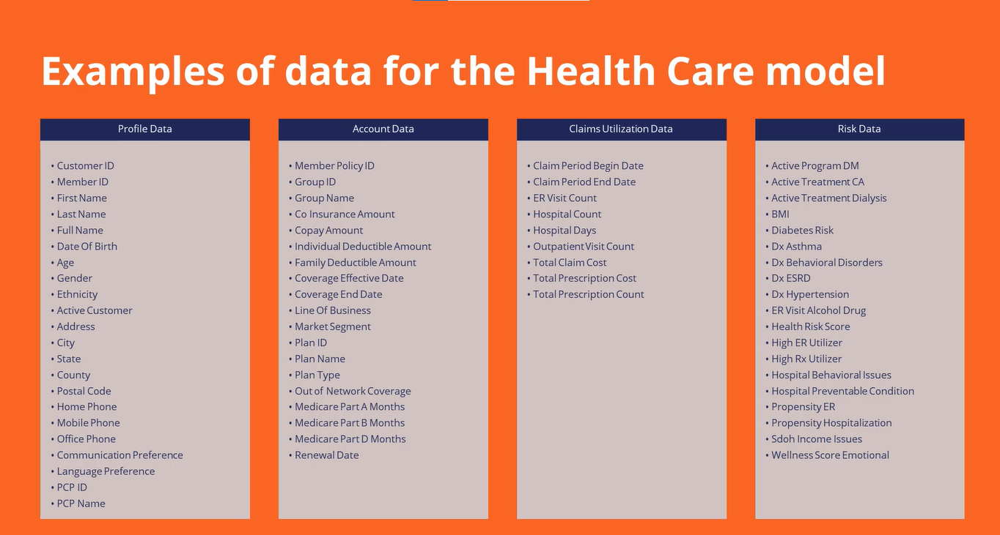 Examples of data for the Health Care model
Profile Data
• Customer ID
• Member ID
• First Name
• Last Name
• Full Name
• Date Of Birth
• Age
• Gender
• Ethnicity
• Active Customer
• Address
• City
• State
• County
• Postal Code
• Home Phone
• Mobile Phone
• Office Phone
• Communication Preference
• Language Preference
• PCP ID
• PCP Name
Account Data
• Member Policy ID
• Group ID
• Group Name
• Co Insurance Amount
• Copay Amount
• Individual Deductible Amount
• Family Deductible Amount
• Coverage Effective Date
• Coverage End Date
• Line Of Business
• Market Segment
• Plan ID
• Plan Name
• Plan Type
• Out of Network Coverage
• Medicare Part A Months
• Medicare Part B Months
• Medicare Part D Months
• Renewal Date
Claims Utilization Data
• Claim Period Begin Date
• Claim Period End Date
• ER Visit Count
• Hospital Count
• Hospital Days
• Outpatient Visit Count
• Total Claim Cost
• Total Prescription Cost
• Total Prescription Count
Risk Data
• Active Program DM
• Active Treatment CA
• Active Treatment Dialysis
• BMI
• Diabetes Risk
• Dx Asthma
• Dx Behavioral Disorders
• Dx ESRD
• Dx Hypertension
• ER Visit Alcohol Drug
• Health Risk Score
• High ER Utilizer
• High Rx Utilizer
• Hospital Behavioral Issues
• Hospital Preventable Condition
• Propensity ER
• Propensity Hospitalization
• Sdoh Income Issues
• Wellness Score Emotional